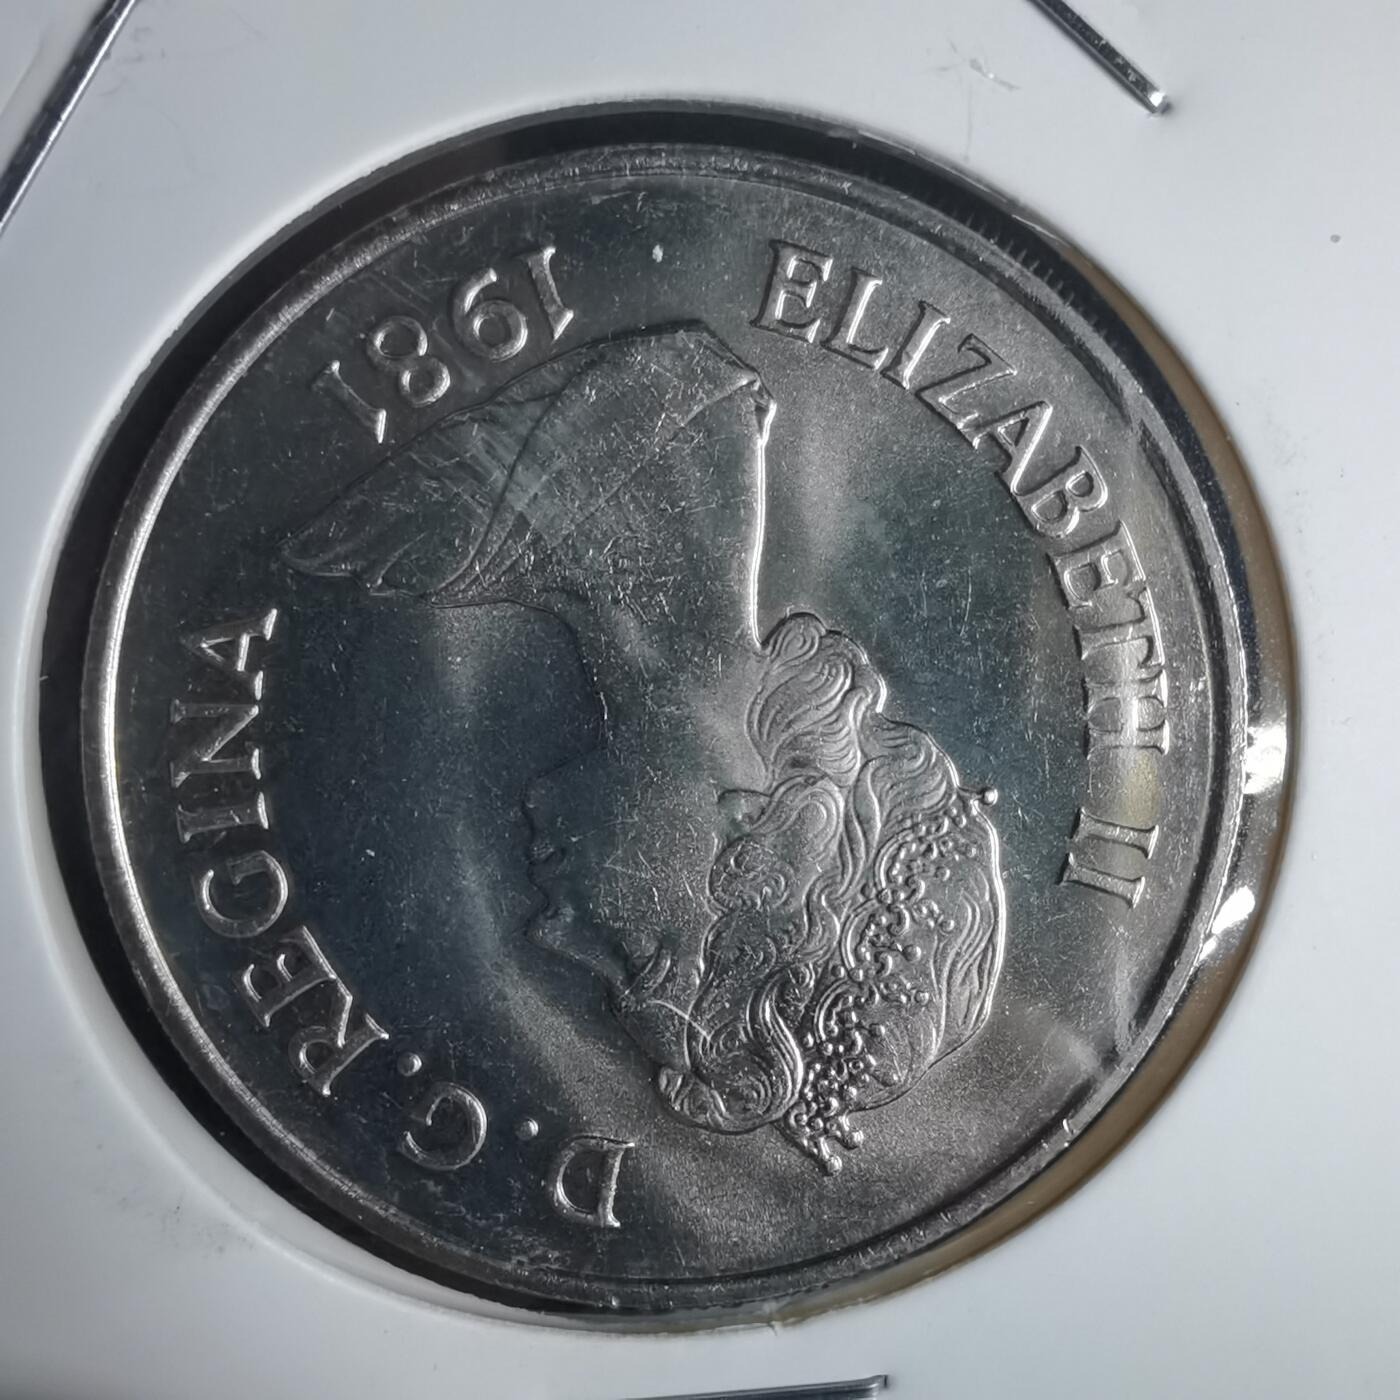 ELIZABETH II
D. G. REGINA
1981